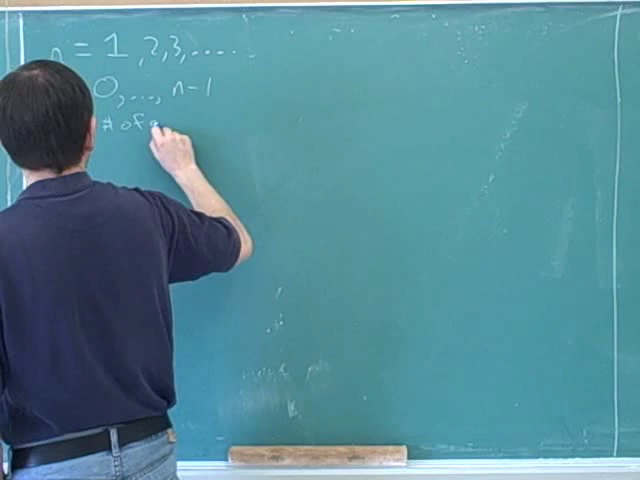 n = 1, 2, 3, .....
0, ..., n-1
# of